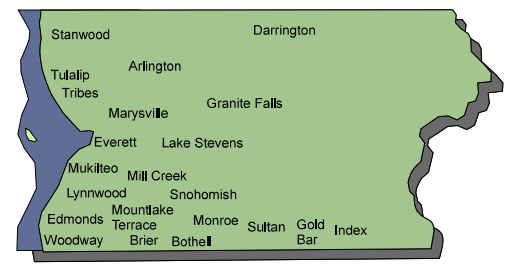 Stanwood
Darrington
Arlington
Tulalip
Tribes
Granite Falls
Marysville
Everett
Lake Stevens
Mukilteo
Mill Creek
Lynnwood
Snohomish
Mountlake
Terrace
Edmonds
Monroe
Sultan
Gold
Bar
Index
Woodway
Brier
Bothell